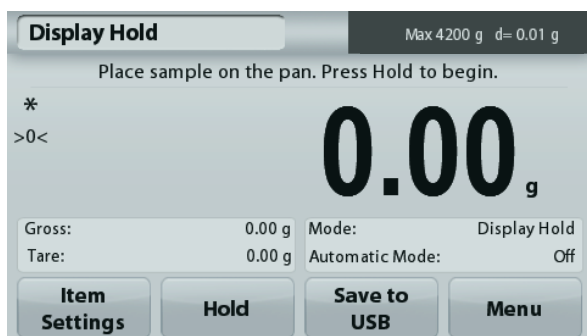 Display Hold
Max 4200 g d= 0.01 g
Place sample on the pan. Press Hold to begin.
*
>0<
0.00 g
Gross: 0.00 g Mode: Display Hold
Tare: 0.00 g Automatic Mode: Off
Item Settings
Hold
Save to USB
Menu